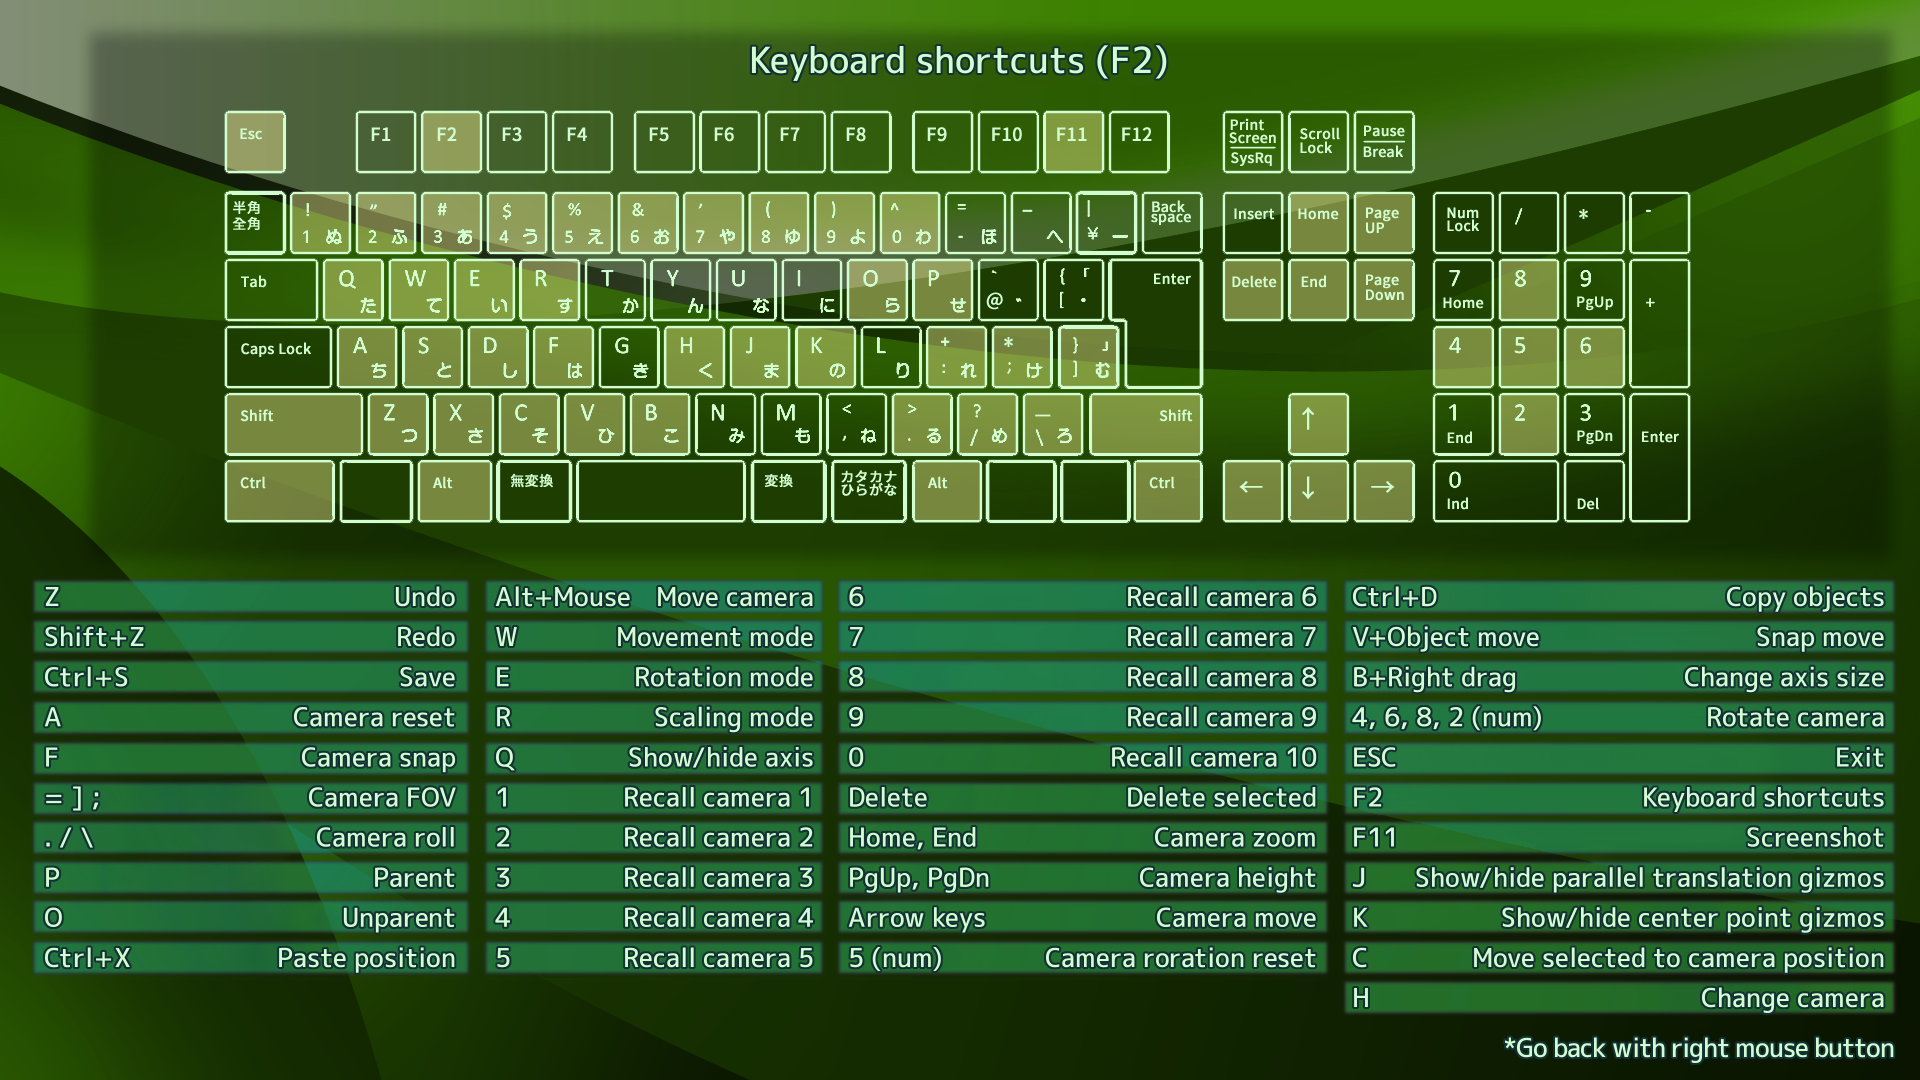 Keyboard shortcuts (F2)
Esc F1 F2 F3 F4 F5 F6 F7 F8 F9 F10 F11 F12 Print Screen SysRq Scroll Lock Pause Break
半角 全角 ! 1 ぬ " 2 ふ # 3 あ $ 4 う % 5 え & 6 お ' 7 や ( 8 ゆ ) 9 よ ^ 0 わ = - ほ － へ | ¥ ー Back space Insert Home Page UP Num Lock / * -
Tab Q た W て E い R す T か Y ん U な I に O ら P せ ` @ ゛ { 「 [ ・ Enter Delete End Page Down 7 Home 8 9 PgUp +
Caps Lock A ち S と D し F は G き H く J ま K の L り + : れ * ; け } 」 ] む 4 5 6
Shift Z つ X さ C そ V ひ B こ N み M も < , ね > . る ? / め _ \ ろ Shift ↑ 1 End 2 3 PgDn Enter
Ctrl Alt 無変換 変換 カタカナ ひらがな Alt Ctrl ← ↓ → 0 Ind Del
Z Undo
Shift+Z Redo
Ctrl+S Save
A Camera reset
F Camera snap
= ] ; Camera FOV
. / \ Camera roll
P Parent
O Unparent
Ctrl+X Paste position
Alt+Mouse Move camera
W Movement mode
E Rotation mode
R Scaling mode
Q Show/hide axis
1 Recall camera 1
2 Recall camera 2
3 Recall camera 3
4 Recall camera 4
5 Recall camera 5
6 Recall camera 6
7 Recall camera 7
8 Recall camera 8
9 Recall camera 9
0 Recall camera 10
Delete Delete selected
Home, End Camera zoom
PgUp, PgDn Camera height
Arrow keys Camera move
5 (num) Camera roration reset
Ctrl+D Copy objects
V+Object move Snap move
B+Right drag Change axis size
4, 6, 8, 2 (num) Rotate camera
ESC Exit
F2 Keyboard shortcuts
F11 Screenshot
J Show/hide parallel translation gizmos
K Show/hide center point gizmos
C Move selected to camera position
H Change camera
*Go back with right mouse button